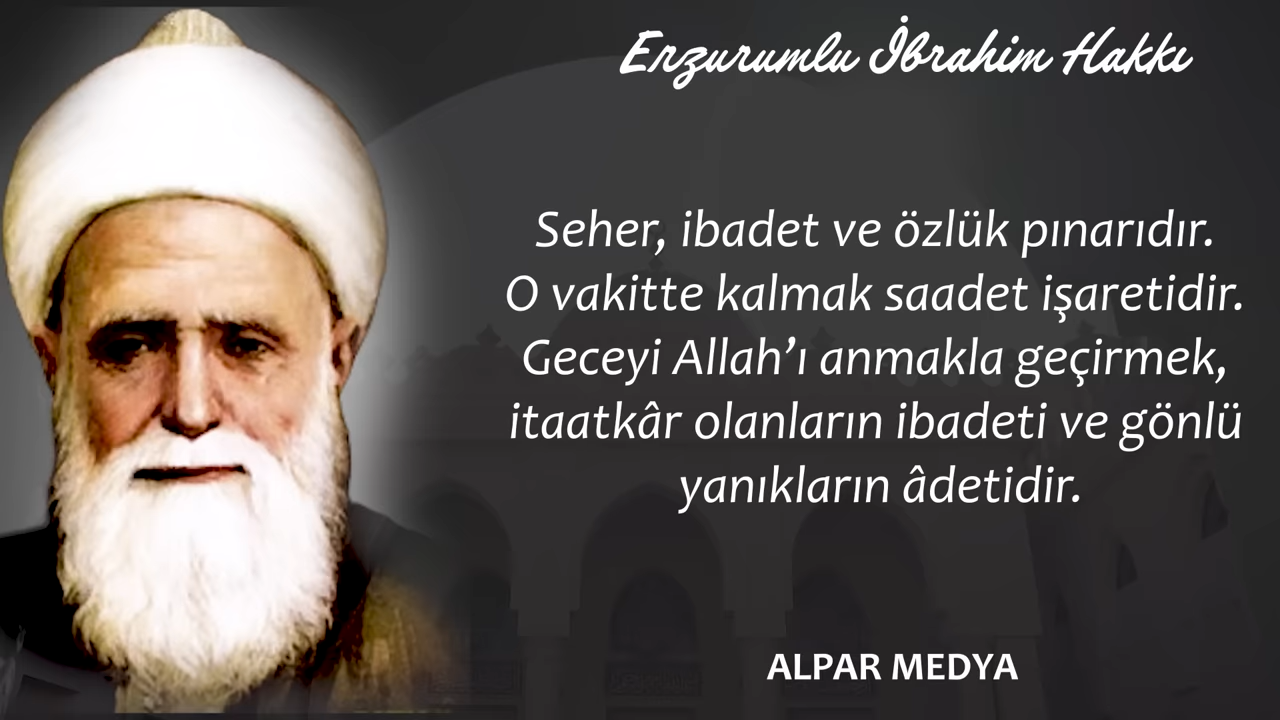 Erzurumlu İbrahim Hakkı
Seher, ibadet ve özlük pınarıdır.
O vakitte kalmak saadet işaretidir.
Geceyi Allah’ı anmakla geçirmek,
itaatkâr olanların ibadeti ve gönlü
yanıkların âdetidir.
ALPAR MEDYA